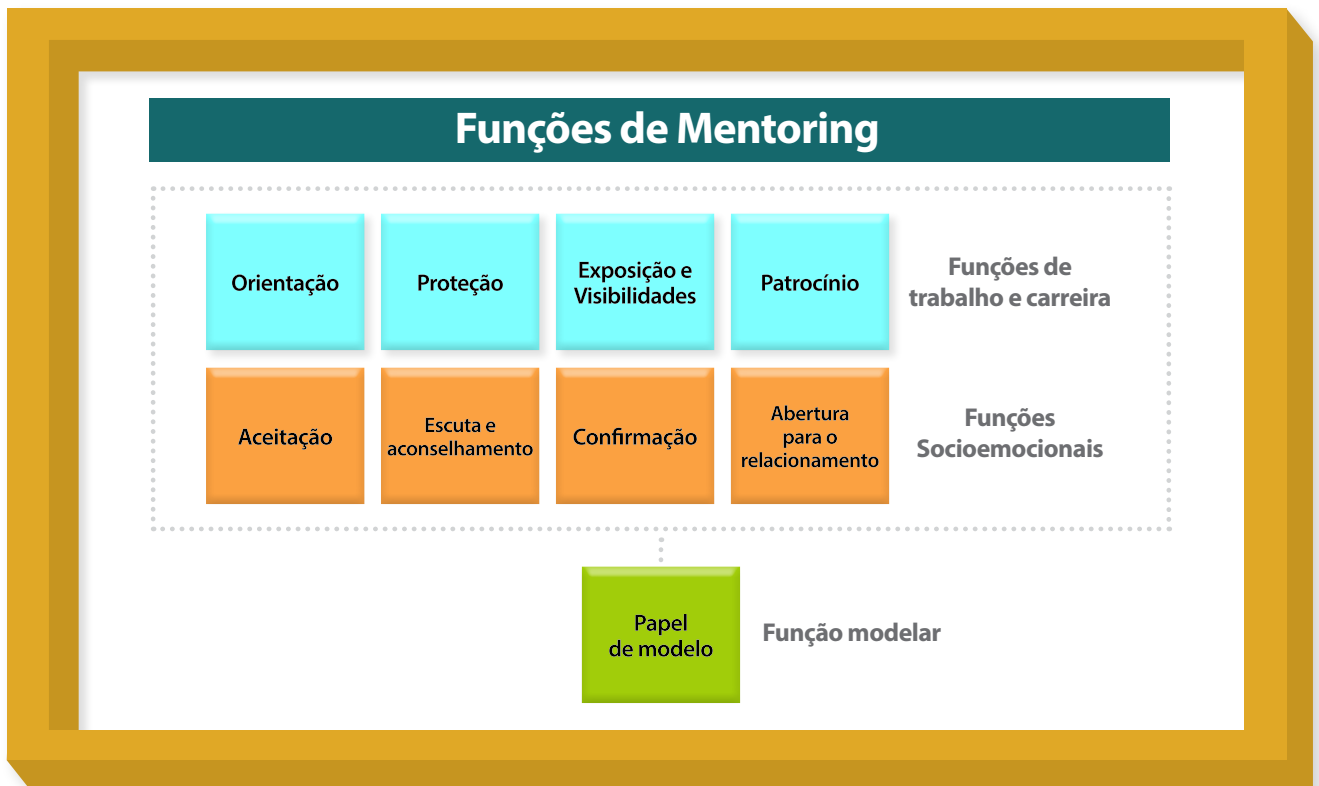 Funções de Mentoring
Orientação
Proteção
Exposição e
Visibilidades
Patrocínio
Funções de
trabalho e carreira
Aceitação
Escuta e
aconselhamento
Confirmação
Abertura
para o
relacionamento
Funções
Socioemocionais
Papel
de modelo
Função modelar